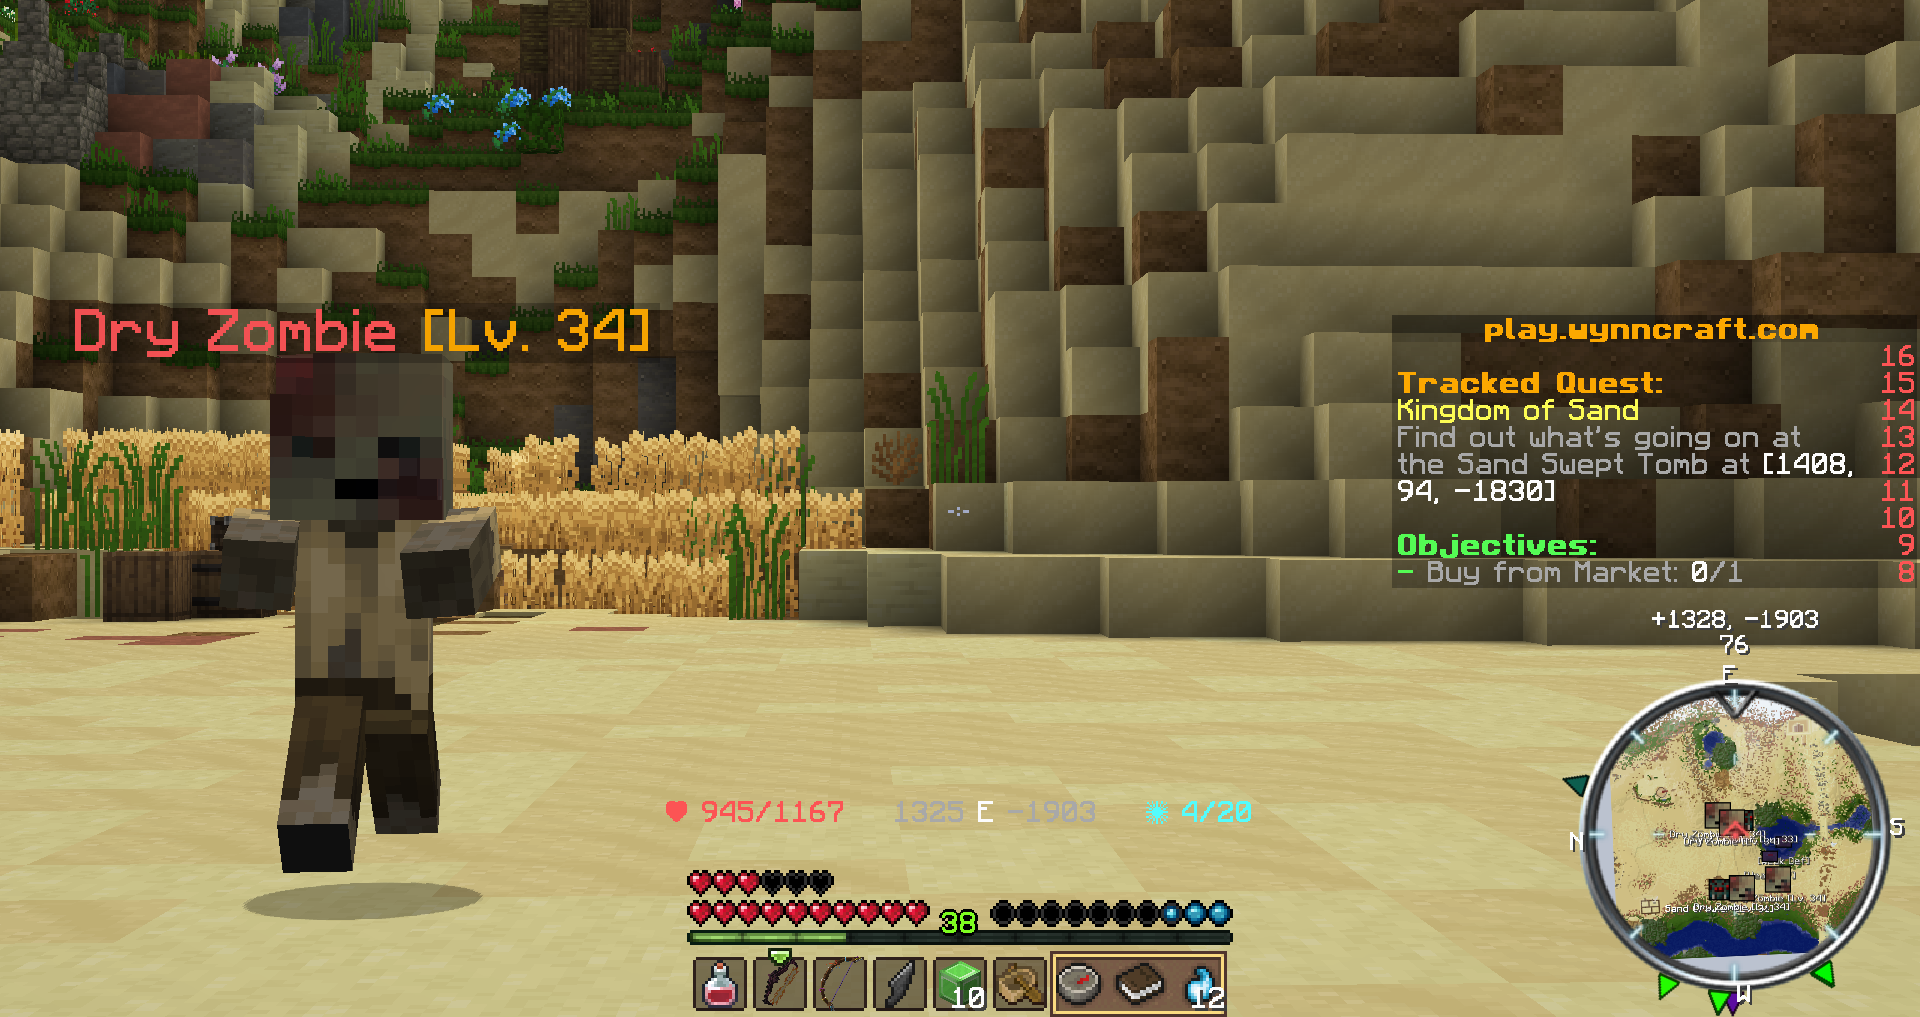 Dry Zombie [Lv. 34]
play.wynncraft.com
16
Tracked Quest: 15
Kingdom of Sand 14
Find out what's going on at 13
the Sand Swept Tomb at [1408, 12
94, -1830] 11
10
Objectives: 9
- Buy from Market: 0/1 8
+1328, -1903
76
E
N
S
W
945/1167 1325 E -1903 4/20
38
10
12